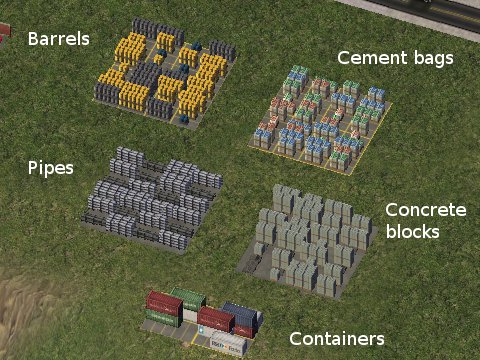 Barrels
Cement bags
Pipes
Concrete
blocks
Containers